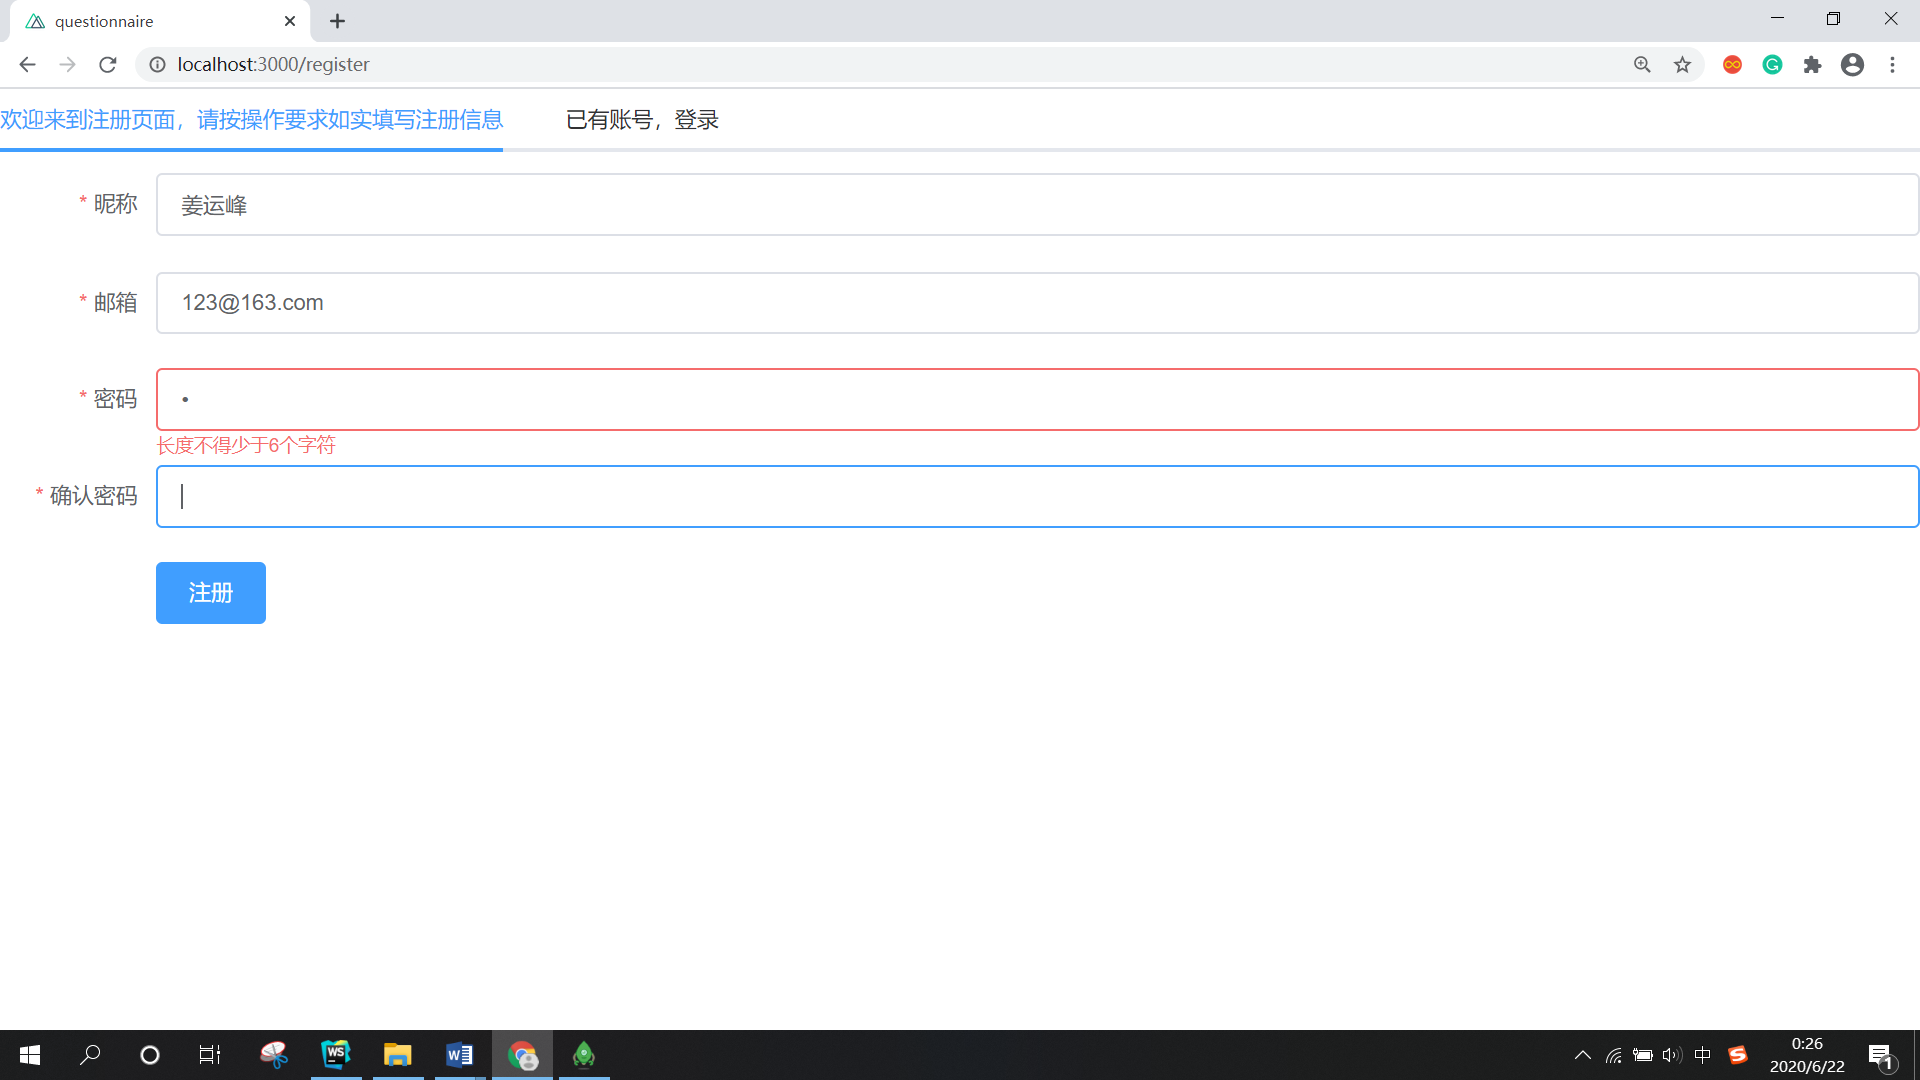 questionnaire
localhost:3000/register
欢迎来到注册页面，请按操作要求如实填写注册信息 已有账号，登录
* 昵称 姜运峰
* 邮箱 123@163.com
* 密码 •
长度不得少于6个字符
* 确认密码
注册
WS
W
中
S
0:26
2020/6/22
1